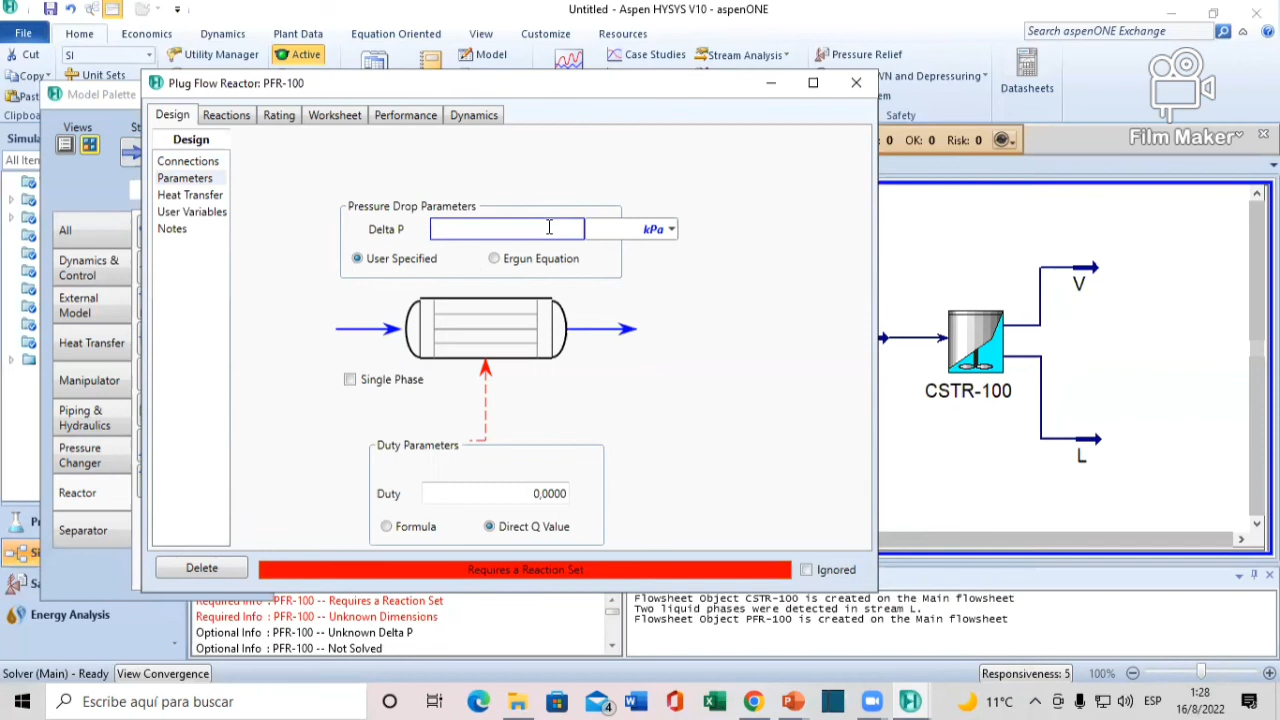 Untitled - Aspen HYSYS V10 - aspenONE
File
Home
Economics
Plant Data
Equation Oriented
View
Customize
Resources
Search aspenONE Exchange
Cut
SI
Utility Manager
Active
Model
Case Studies
Stream Analysis
Pressure Relief
Copy
Unit Sets
VN and Depressuring
Datasheets
Clipboa
Safety
Plug Flow Reactor: PFR-100
Model Palette
Film Maker
Views
Design
Reactions
Rating
Worksheet
Performance
Dynamics
0 OK: 0 Risk: 0
Simula
All Iten
Design
Connections
Parameters
Heat Transfer
User Variables
Notes
Pressure Drop Parameters
Delta P
kPa
User Specified
Ergun Equation
Single Phase
Duty Parameters
Duty
0,0000
Formula
Direct Q Value
All
Dynamics &
Control
External
Model
Heat Transfer
Manipulator
Piping &
Hydraulics
Pressure
Changer
Reactor
Separator
V
CSTR-100
L
Delete
Requires a Reaction Set
Ignored
Energy Analysis
Required Info : PFR-100 -- Requires a Reaction Set
Required Info : PFR-100 -- Unknown Dimensions
Optional Info : PFR-100 -- Unknown Delta P
Optional Info : PFR-100 -- Not Solved
Flowsheet Object CSTR-100 is created on the Main flowsheet
Two liquid phases were detected in stream L.
Flowsheet Object PFR-100 is created on the Main flowsheet
Solver (Main) - Ready
View Convergence
Responsiveness: 5
100%
Escribe aquí para buscar
4
11°C
ESP
1:28
16/8/2022